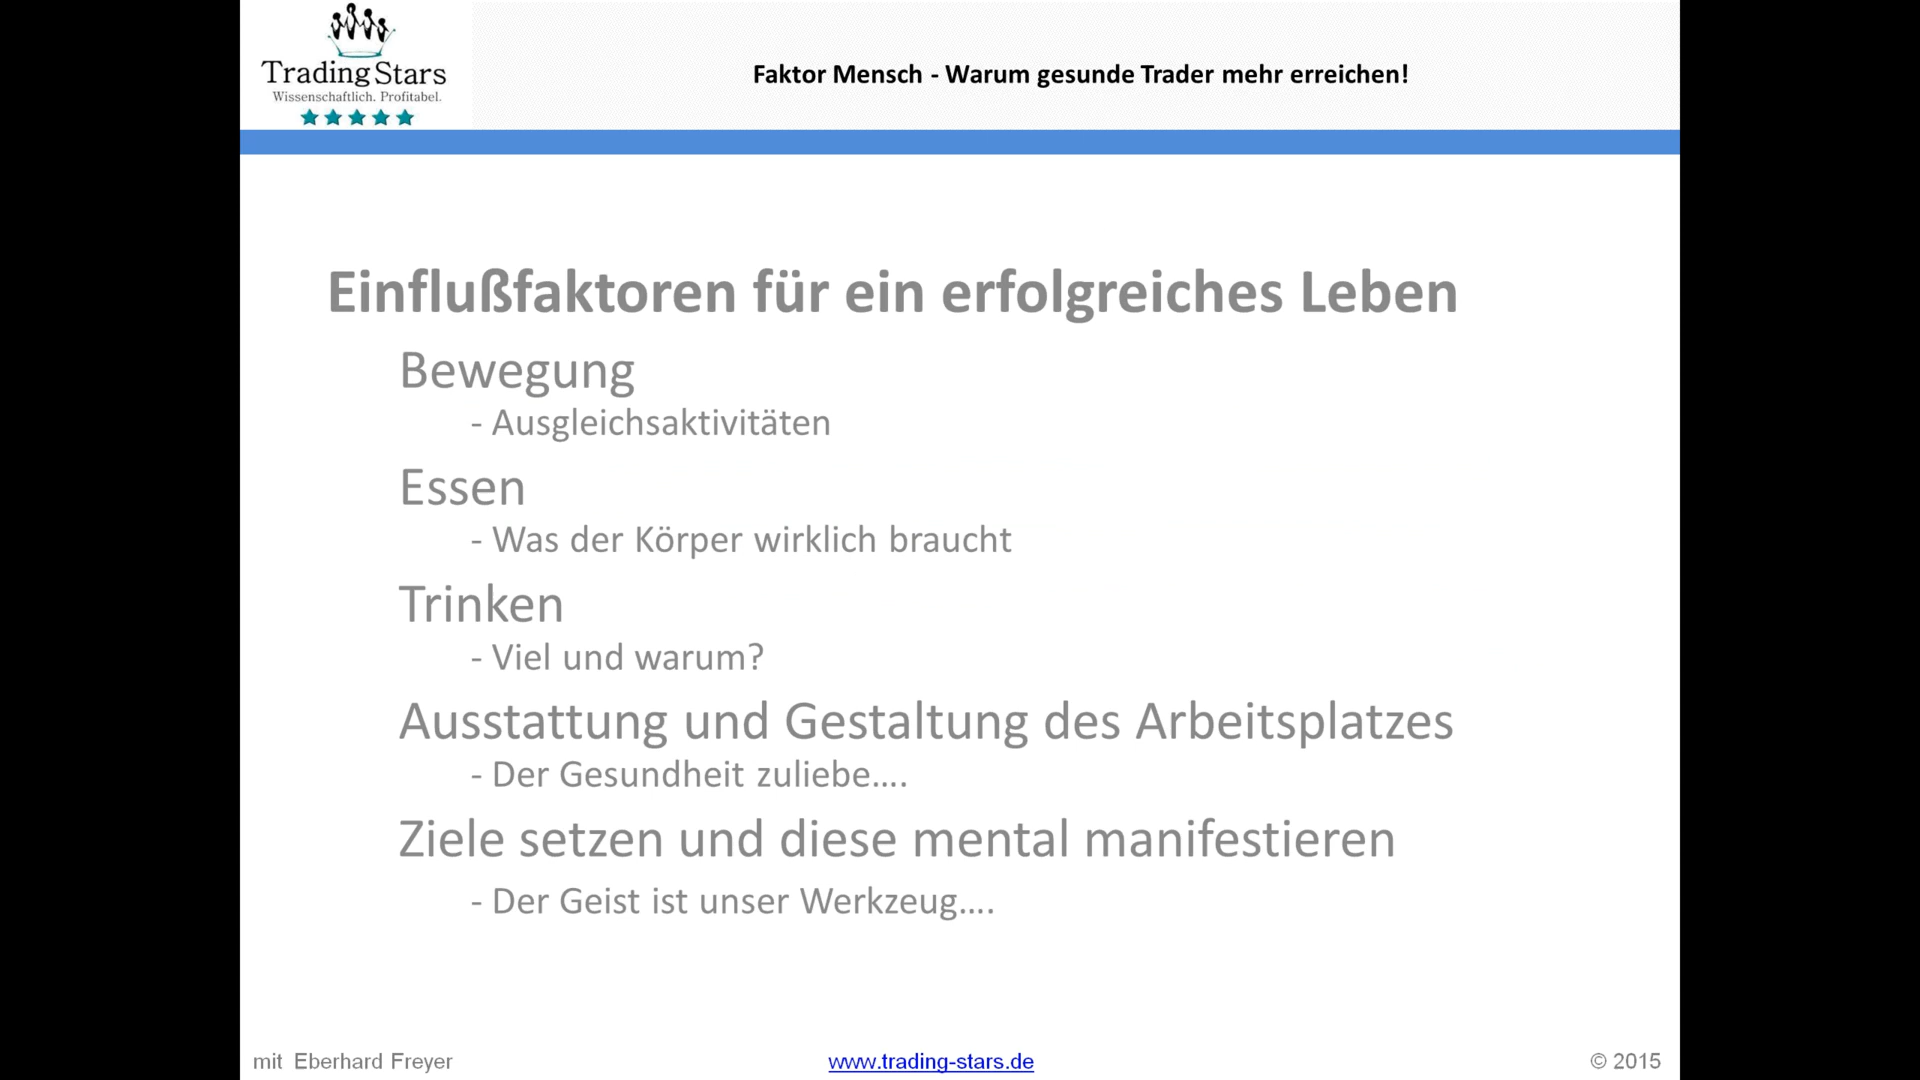 Trading Stars
Wissenschaftlich. Profitabel.
Faktor Mensch - Warum gesunde Trader mehr erreichen!
Einflußfaktoren für ein erfolgreiches Leben
Bewegung
- Ausgleichsaktivitäten
Essen
- Was der Körper wirklich braucht
Trinken
- Viel und warum?
Ausstattung und Gestaltung des Arbeitsplatzes
- Der Gesundheit zuliebe....
Ziele setzen und diese mental manifestieren
- Der Geist ist unser Werkzeug....
mit Eberhard Freyer
www.trading-stars.de
© 2015